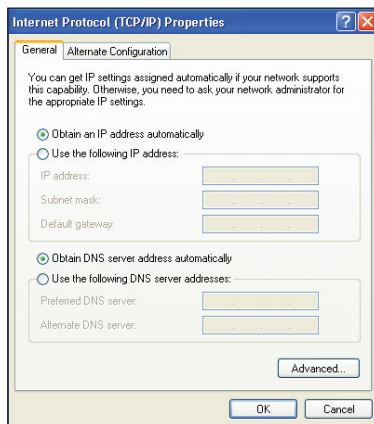 Internet Protocol (TCP/IP) Properties
General
Alternate Configuration
You can get IP settings assigned automatically if your network supports
this capability. Otherwise, you need to ask your network administrator for
the appropriate IP settings.
Obtain an IP address automatically
Use the following IP address:
IP address:
Subnet mask:
Default gateway:
Obtain DNS server address automatically
Use the following DNS server addresses:
Preferred DNS server:
Alternate DNS server:
Advanced...
OK
Cancel